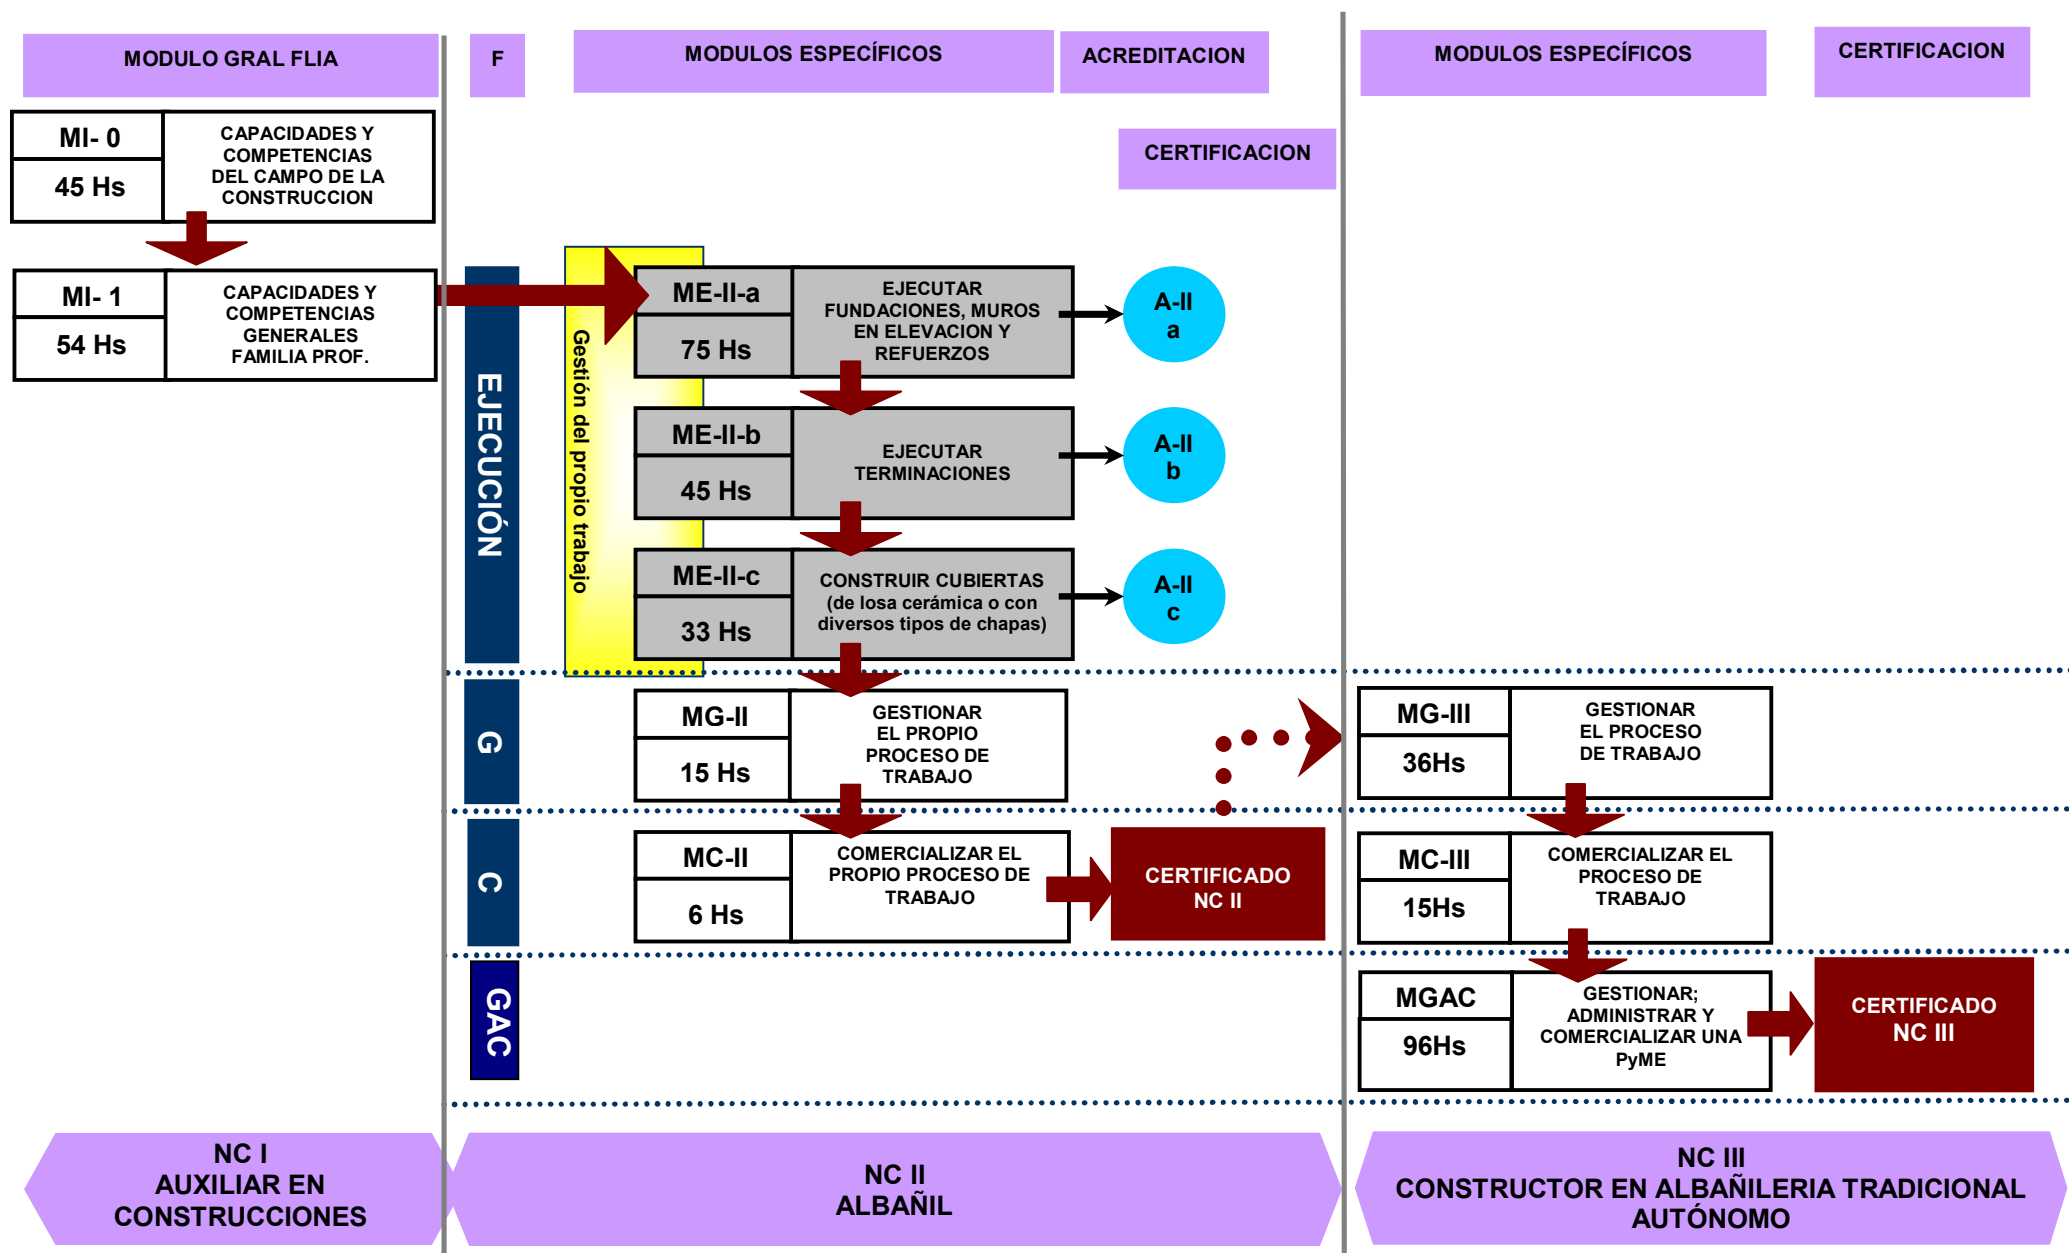 MODULO GRAL FLIA
F
MODULOS ESPECÍFICOS
ACREDITACION
MODULOS ESPECÍFICOS
CERTIFICACION
CERTIFICACION
MI- 0
45 Hs
CAPACIDADES Y
COMPETENCIAS
DEL CAMPO DE LA
CONSTRUCCION
MI- 1
54 Hs
CAPACIDADES Y
COMPETENCIAS
GENERALES
FAMILIA PROF.
EJECUCIÓN
Gestión del propio trabajo
ME-II-a
75 Hs
EJECUTAR
FUNDACIONES, MUROS
EN ELEVACION Y
REFUERZOS
A-II
a
ME-II-b
45 Hs
EJECUTAR
TERMINACIONES
A-II
b
ME-II-c
33 Hs
CONSTRUIR CUBIERTAS
(de losa cerámica o con
diversos tipos de chapas)
A-II
c
G
MG-II
15 Hs
GESTIONAR
EL PROPIO
PROCESO DE
TRABAJO
MG-III
36Hs
GESTIONAR
EL PROCESO
DE TRABAJO
C
MC-II
6 Hs
COMERCIALIZAR EL
PROPIO PROCESO DE
TRABAJO
CERTIFICADO
NC II
MC-III
15Hs
COMERCIALIZAR EL
PROCESO DE
TRABAJO
GAC
MGAC
96Hs
GESTIONAR;
ADMINISTRAR Y
COMERCIALIZAR UNA
PyME
CERTIFICADO
NC III
NC I
AUXILIAR EN
CONSTRUCCIONES
NC II
ALBAÑIL
NC III
CONSTRUCTOR EN ALBAÑILERIA TRADICIONAL
AUTÓNOMO